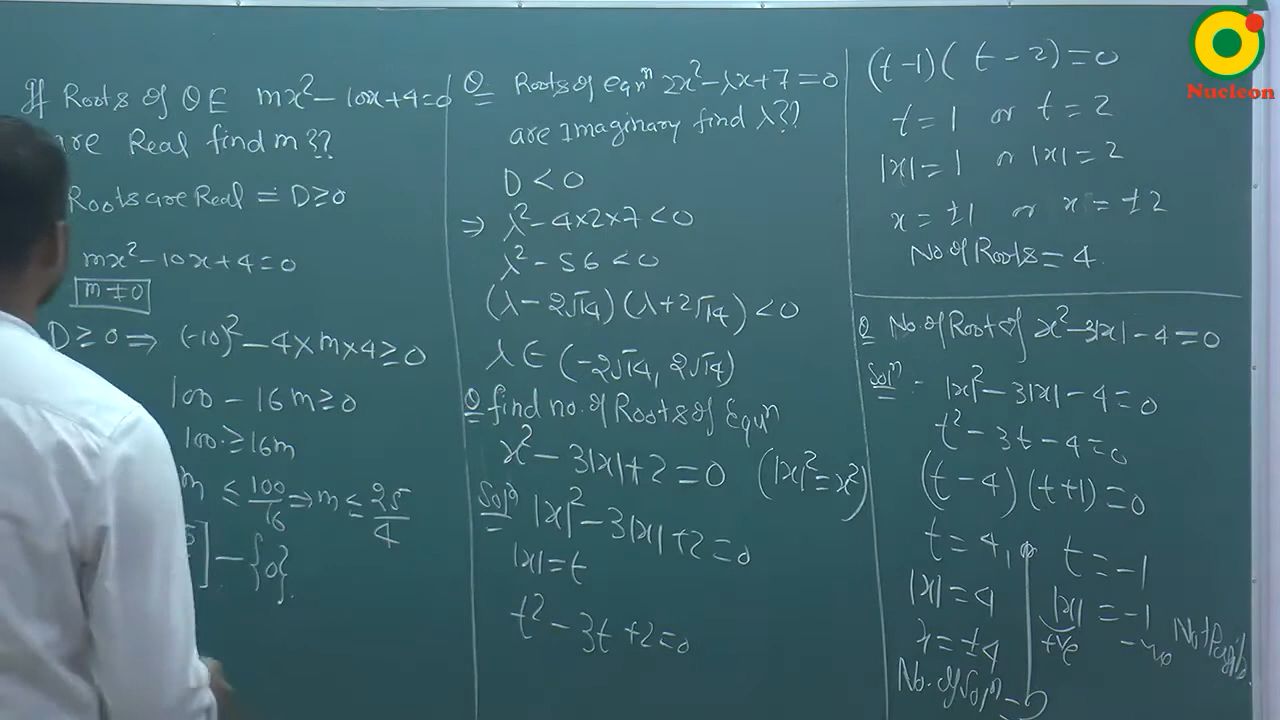 If Roots of QE mx² - 10x + 4 = 0
are Real find m??
Roots are Real = D ≥ 0
mx² - 10x + 4 = 0
m ≠ 0
D ≥ 0 ⇒ (-10)² - 4 × m × 4 ≥ 0
100 - 16m ≥ 0
100 ≥ 16m
m ≤ 100/16 ⇒ m ≤ 25/4
] - {0}
Q Roots of eqnⁿ 2x² - λx + 7 = 0
are Imaginary find λ??
D < 0
⇒ λ² - 4×2×7 < 0
λ² - 56 < 0
(λ - 2√14)(λ + 2√14) < 0
λ ∈ (-2√14, 2√14)
Q find no. of Roots of Eqqn
x² - 3|x| + 2 = 0 (|x|² = x²)
Solⁿ |x|² - 3|x| + 2 = 0
|x| = t
t² - 3t + 2 = 0
(t - 1)(t - 2) = 0
t = 1 or t = 2
|x| = 1 or |x| = 2
x = ±1 or x = ±2
No of Roots = 4
Q No. of Root of x² - 3|x| - 4 = 0
Solⁿ - |x|² - 3|x| - 4 = 0
t² - 3t - 4 = 0
(t - 4)(t + 1) = 0
t = 4, t = -1
|x| = 4 |x| = -1 Not Possib.
+ve -ve
x = ±4
No. of Solⁿ = 2
Nucleon